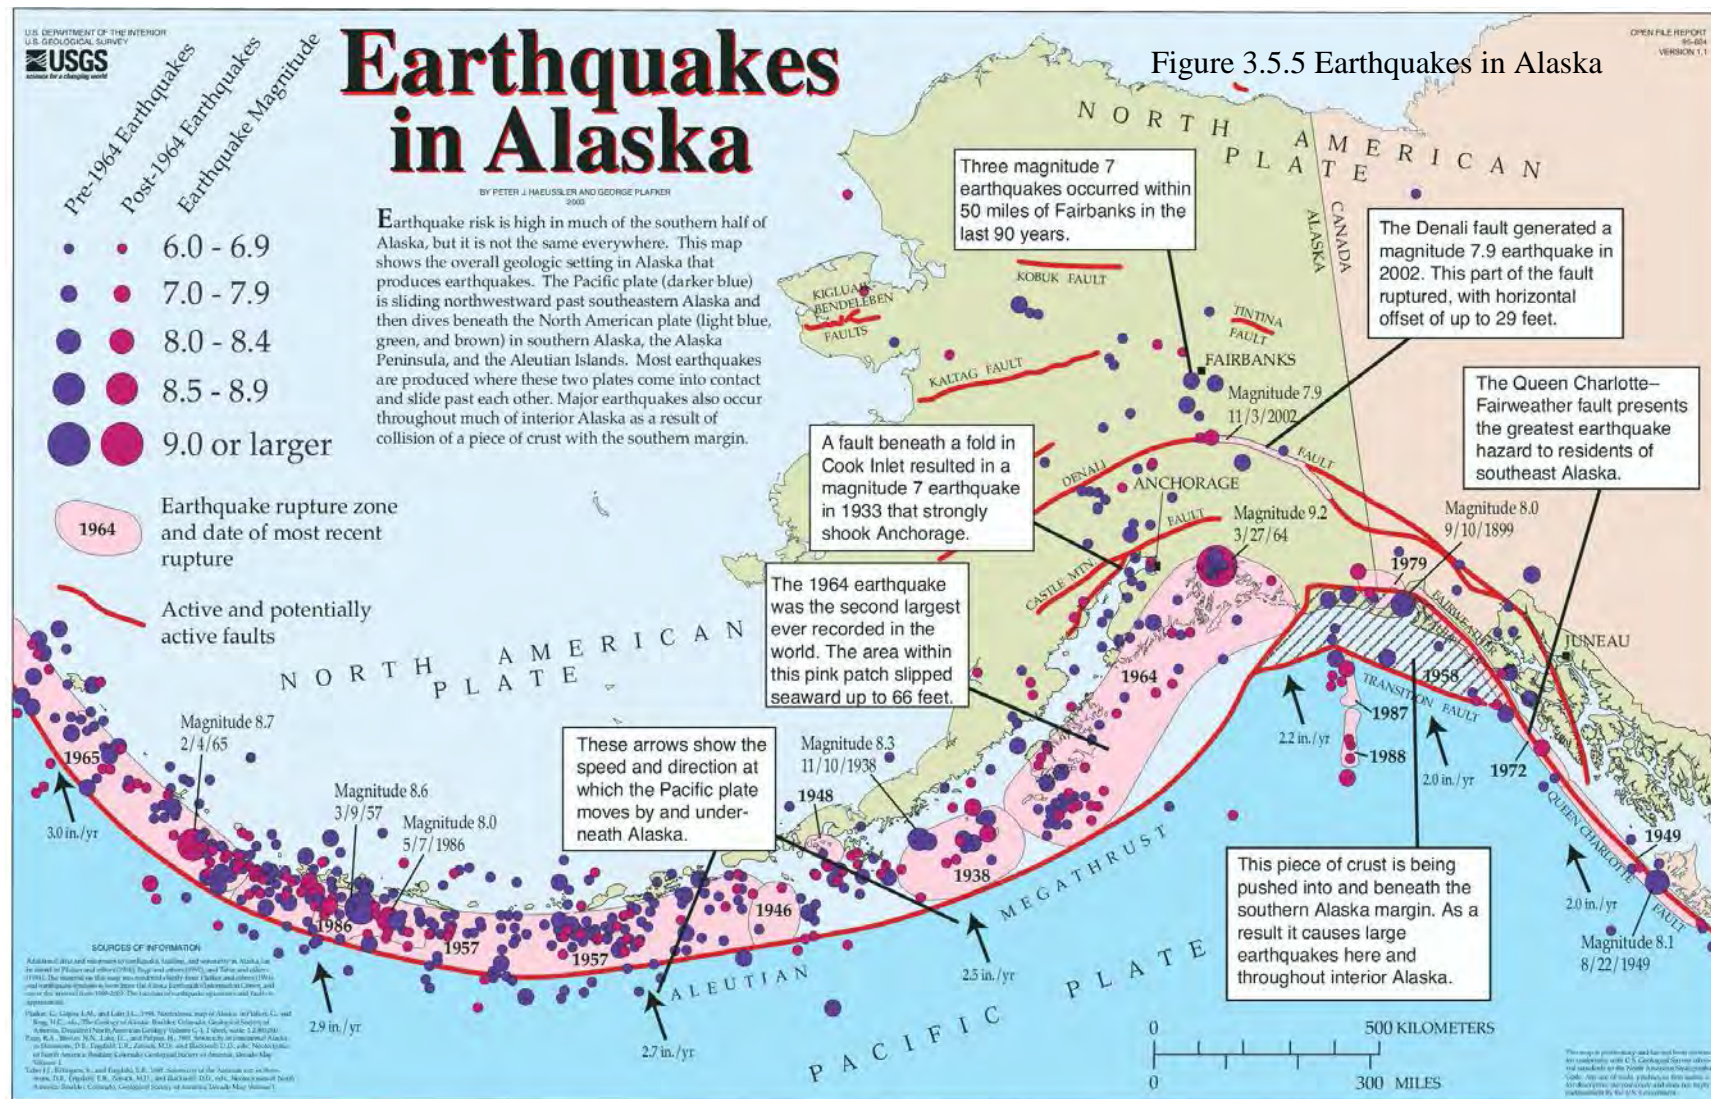 U.S. DEPARTMENT OF THE INTERIOR
U.S. GEOLOGICAL SURVEY
USGS
science for a changing world
OPEN FILE REPORT
95-624
VERSION 1.1
Figure 3.5.5 Earthquakes in Alaska
Earthquakes
in Alaska
BY PETER J. HAEUSSLER AND GEORGE PLAFKER
2003
Earthquake risk is high in much of the southern half of
Alaska, but it is not the same everywhere. This map
shows the overall geologic setting in Alaska that
produces earthquakes. The Pacific plate (darker blue)
is sliding northwestward past southeastern Alaska and
then dives beneath the North American plate (light blue,
green, and brown) in southern Alaska, the Alaska
Peninsula, and the Aleutian Islands. Most earthquakes
are produced where these two plates come into contact
and slide past each other. Major earthquakes also occur
throughout much of interior Alaska as a result of
collision of a piece of crust with the southern margin.
Pre-1964 Earthquakes
Post-1964 Earthquakes
Earthquake Magnitude
6.0 - 6.9
7.0 - 7.9
8.0 - 8.4
8.5 - 8.9
9.0 or larger
1964
Earthquake rupture zone
and date of most recent
rupture
Active and potentially
active faults
NORTH AMERICAN
PLATE
Three magnitude 7
earthquakes occurred within
50 miles of Fairbanks in the
last 90 years.
ALASKA
CANADA
The Denali fault generated a
magnitude 7.9 earthquake in
2002. This part of the fault
ruptured, with horizontal
offset of up to 29 feet.
KOBUK FAULT
KIGLUAIK
BENDELEBEN
FAULTS
TINTINA
FAULT
KALTAG FAULT
FAIRBANKS
Magnitude 7.9
11/3/2002
The Queen Charlotte–
Fairweather fault presents
the greatest earthquake
hazard to residents of
southeast Alaska.
A fault beneath a fold in
Cook Inlet resulted in a
magnitude 7 earthquake
in 1933 that strongly
shook Anchorage.
DENALI
FAULT
ANCHORAGE
FAULT
CASTLE MTN.
Magnitude 9.2
3/27/64
Magnitude 8.0
9/10/1899
1979
FAIRWEATHER
JUNEAU
The 1964 earthquake
was the second largest
ever recorded in the
world. The area within
this pink patch slipped
seaward up to 66 feet.
NORTH AMERICAN
PLATE
1964
1958
TRANSITION FAULT
1987
1988
2.2 in./yr
2.0 in./yr
1972
QUEEN CHARLOTTE
FAULT
1949
2.0 in./yr
Magnitude 8.1
8/22/1949
1965
3.0 in./yr
Magnitude 8.7
2/4/65
Magnitude 8.6
3/9/57
Magnitude 8.0
5/7/1986
These arrows show the
speed and direction at
which the Pacific plate
moves by and under-
neath Alaska.
Magnitude 8.3
11/10/1938
1948
1938
1946
1986
1957
1957
2.9 in./yr
2.7 in./yr
2.5 in./yr
ALEUTIAN
MEGATHRUST
PACIFIC PLATE
This piece of crust is being
pushed into and beneath the
southern Alaska margin. As a
result it causes large
earthquakes here and
throughout interior Alaska.
0 500 KILOMETERS
0 300 MILES
SOURCES OF INFORMATION